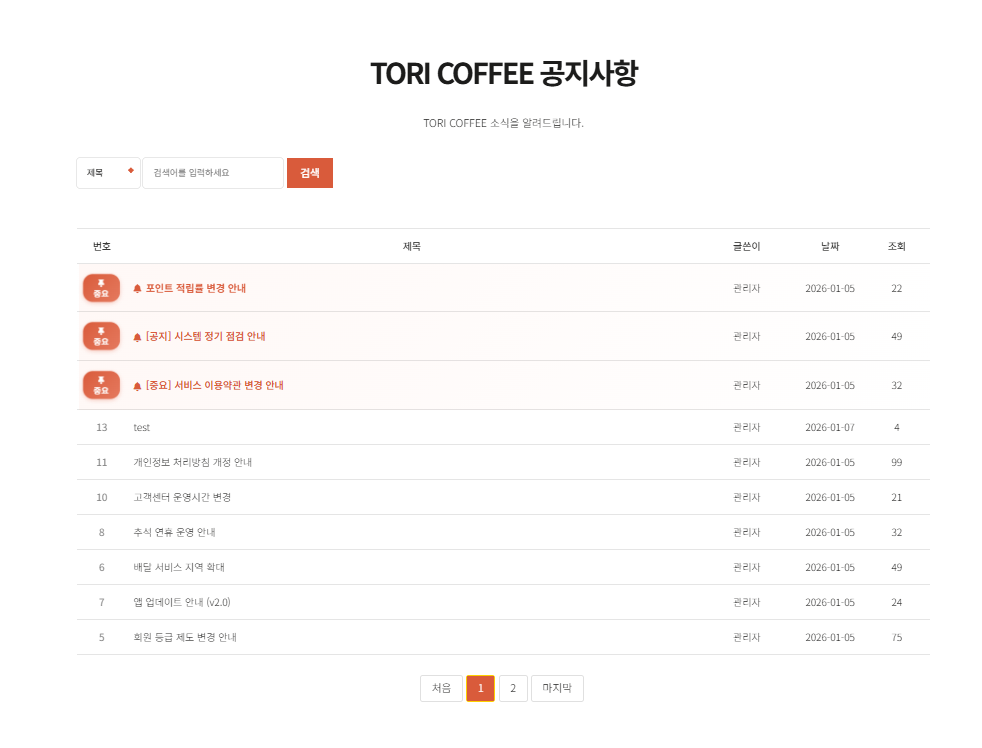 TORI COFFEE 공지사항
TORI COFFEE 소식을 알려드립니다.
제목 검색어를 입력하세요 검색
번호 제목 글쓴이 날짜 조회
중요 포인트 적립률 변경 안내 관리자 2026-01-05 22
중요 [공지] 시스템 정기 점검 안내 관리자 2026-01-05 49
중요 [중요] 서비스 이용약관 변경 안내 관리자 2026-01-05 32
13 test 관리자 2026-01-07 4
11 개인정보 처리방침 개정 안내 관리자 2026-01-05 99
10 고객센터 운영시간 변경 관리자 2026-01-05 21
8 추석 연휴 운영 안내 관리자 2026-01-05 32
6 배달 서비스 지역 확대 관리자 2026-01-05 49
7 앱 업데이트 안내 (v2.0) 관리자 2026-01-05 24
5 회원 등급 제도 변경 안내 관리자 2026-01-05 75
처음 1 2 마지막